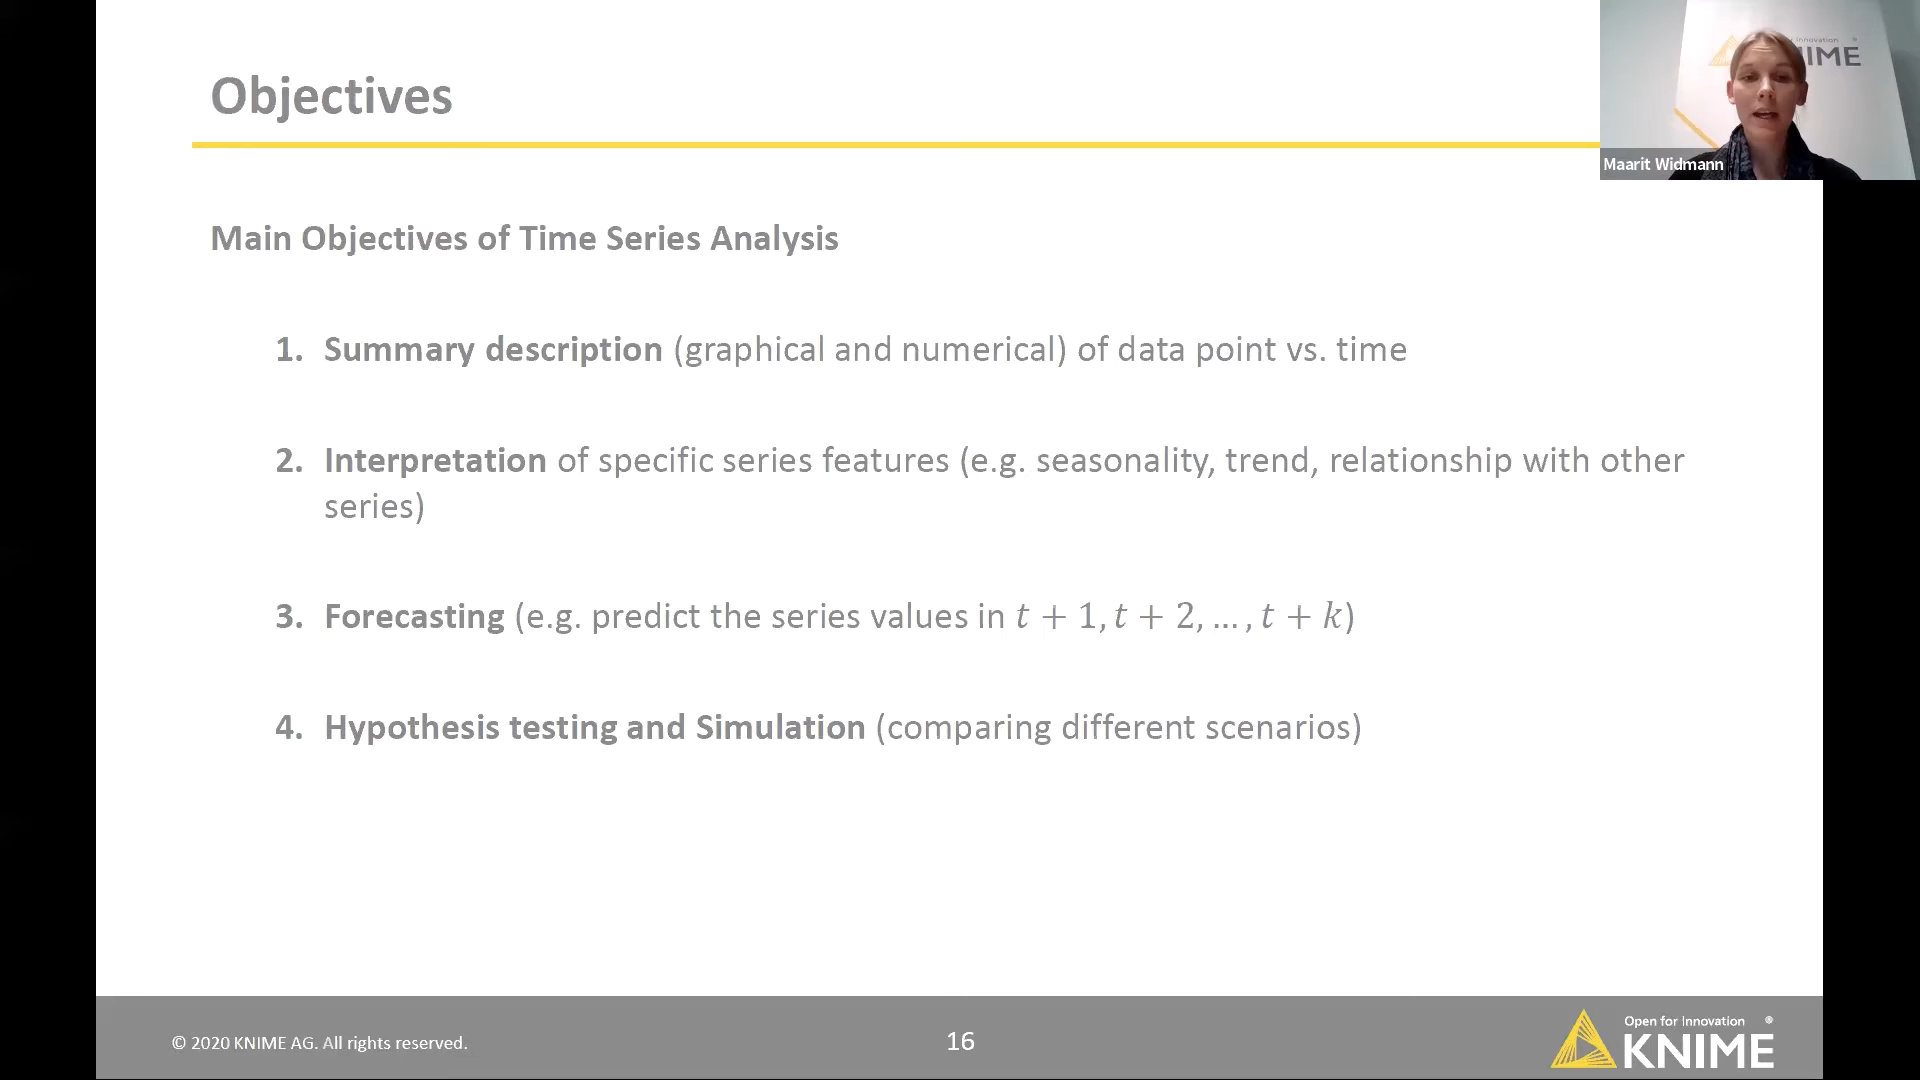 Objectives
r Innovation ®
NIME
Maarit Widmann
Main Objectives of Time Series Analysis
1. Summary description (graphical and numerical) of data point vs. time
2. Interpretation of specific series features (e.g. seasonality, trend, relationship with other
series)
3. Forecasting (e.g. predict the series values in t + 1, t + 2, … , t + k)
4. Hypothesis testing and Simulation (comparing different scenarios)
© 2020 KNIME AG. All rights reserved.
16
Open for Innovation ®
KNIME